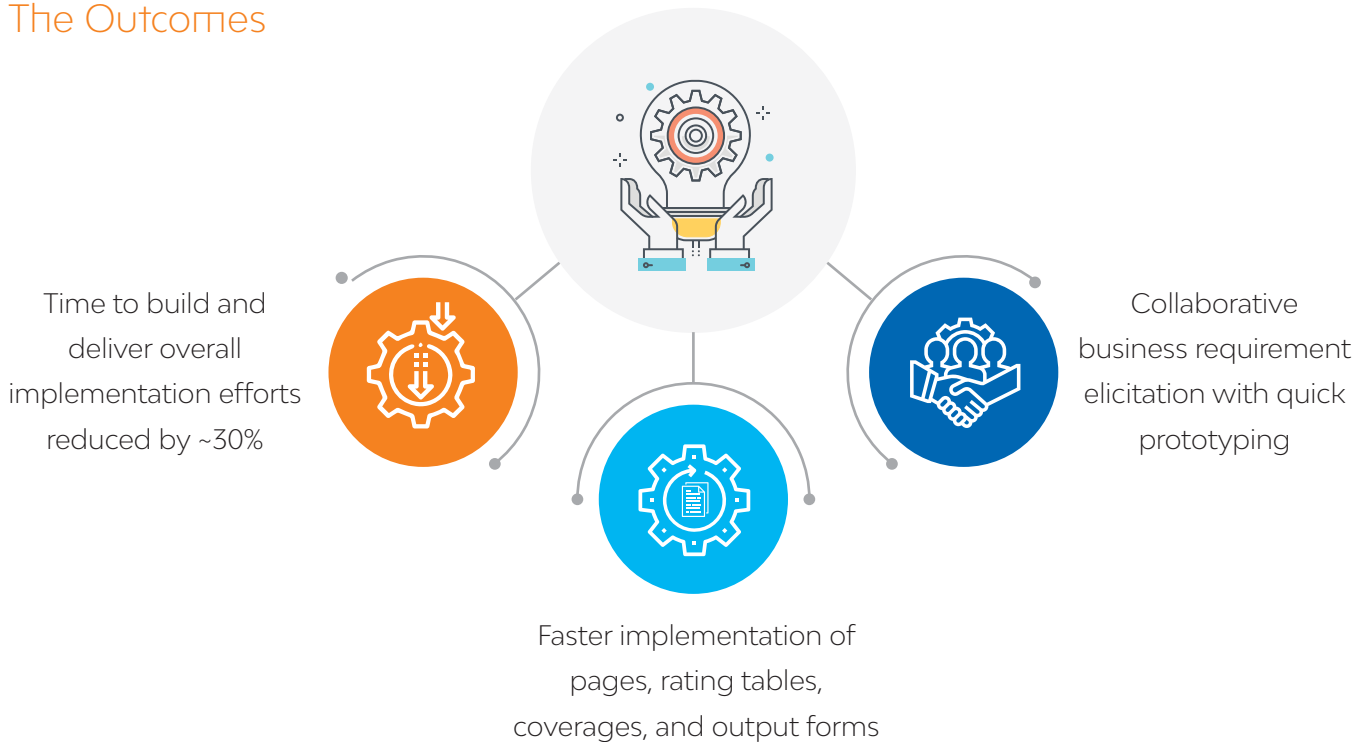 The Outcomes
Time to build and
deliver overall
implementation efforts
reduced by ~30%
Faster implementation of
pages, rating tables,
coverages, and output forms
Collaborative
business requirement
elicitation with quick
prototyping